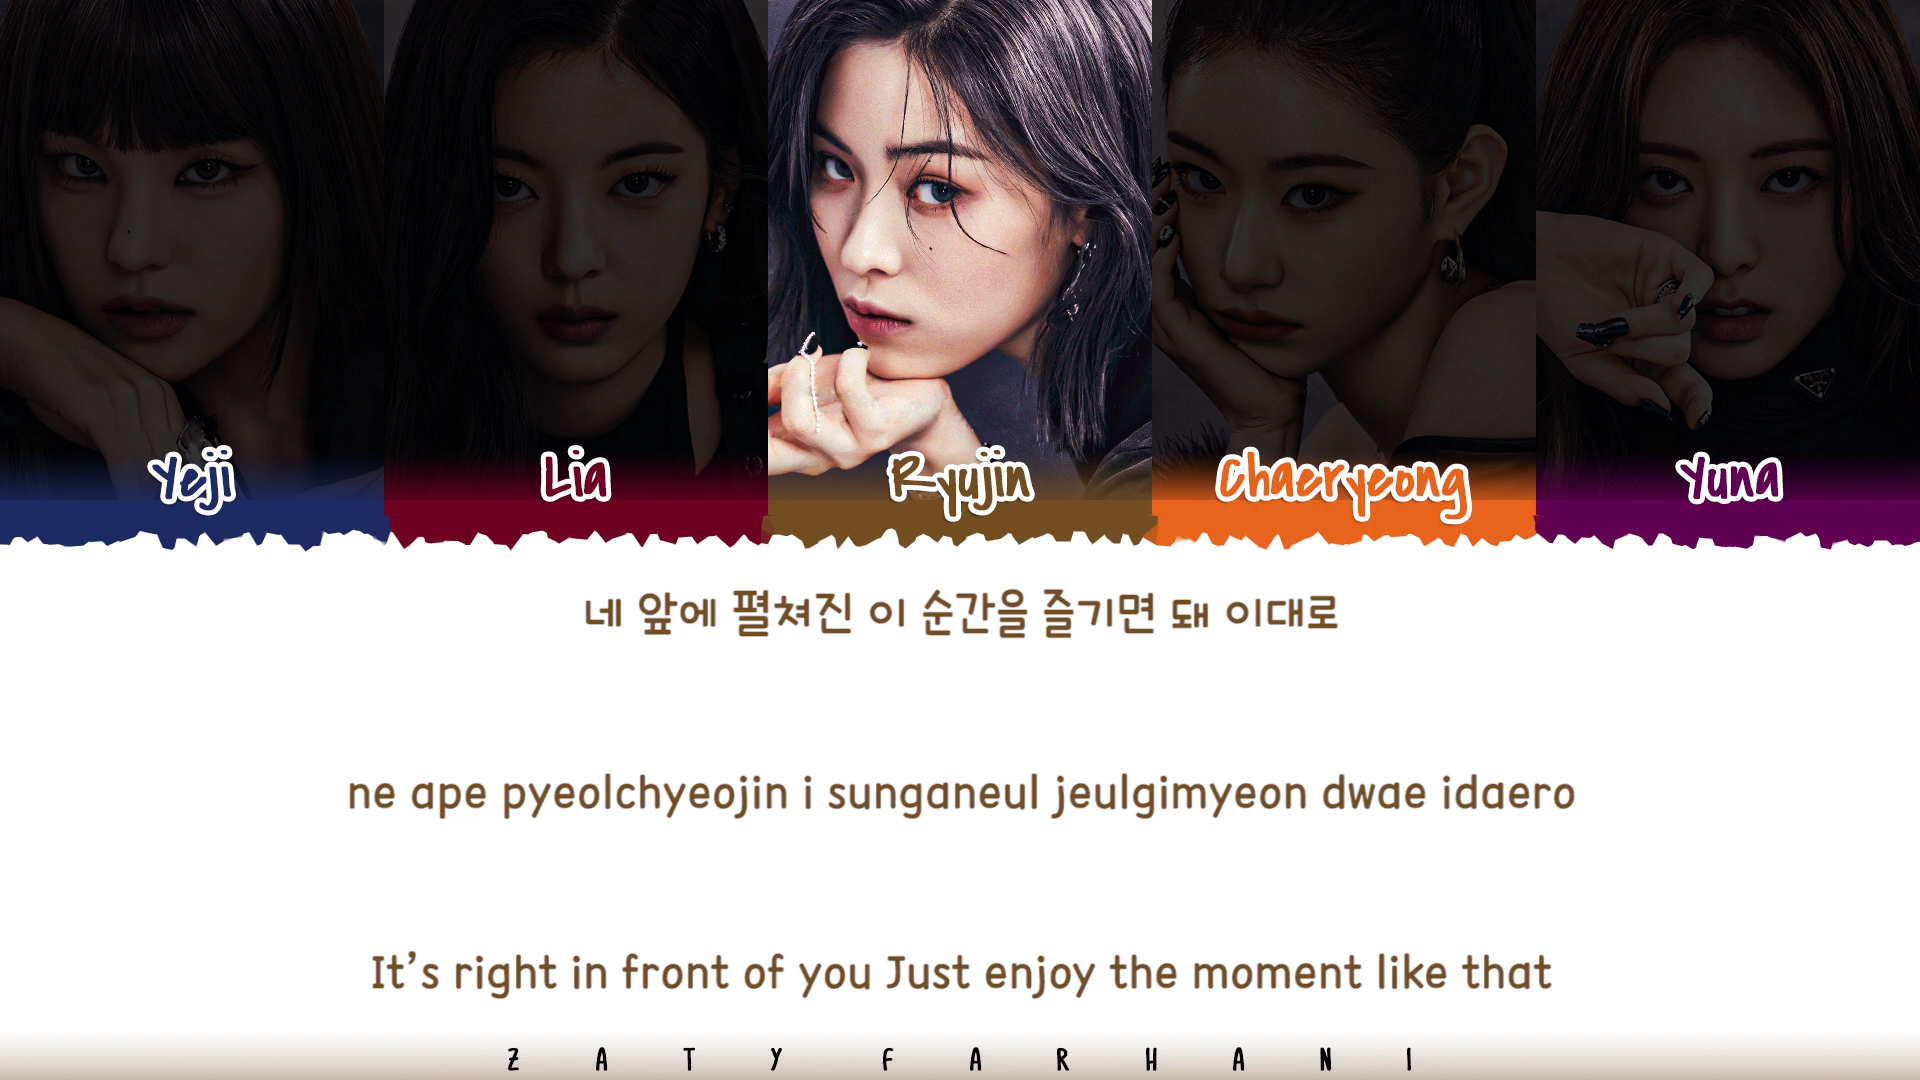 Yeji Lia Ryujin Chaeryeong Yuna
네 앞에 펼쳐진 이 순간을 즐기면 돼 이대로
ne ape pyeolchyeojin i sunganeul jeulgimyeon dwae idaero
It's right in front of you Just enjoy the moment like that
ZATY FARHANI